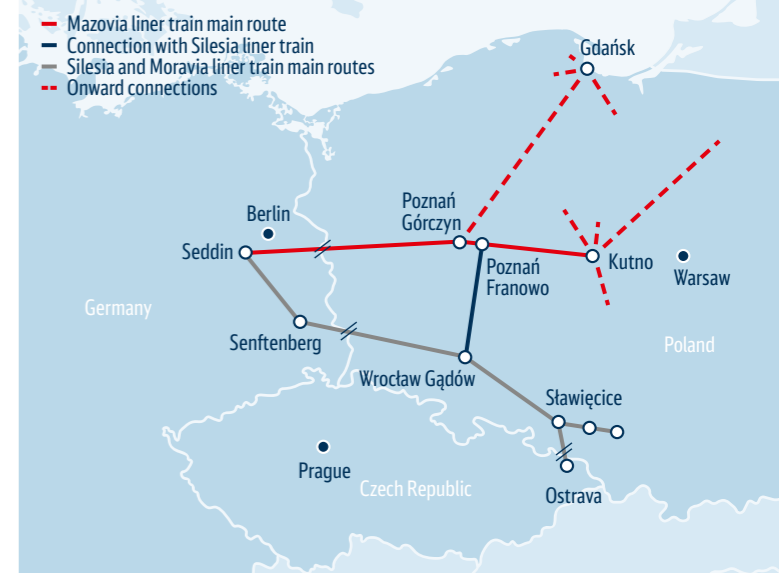 Mazovia liner train main route
Connection with Silesia liner train
Silesia and Moravia liner train main routes
Onward connections
Gdańsk
Poznań
Górczyn
Berlin
Seddin
Poznań
Franowo
Kutno
Warsaw
Germany
Senftenberg
Poland
Wrocław Gądów
Sławięcice
Prague
Czech Republic
Ostrava